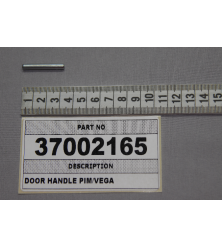 1 2 3 4 5 6 7 8 9 10 11 12 13 14 15
PART NO
37002165
DESCRIPTION
DOOR HANDLE PIM/VEGA